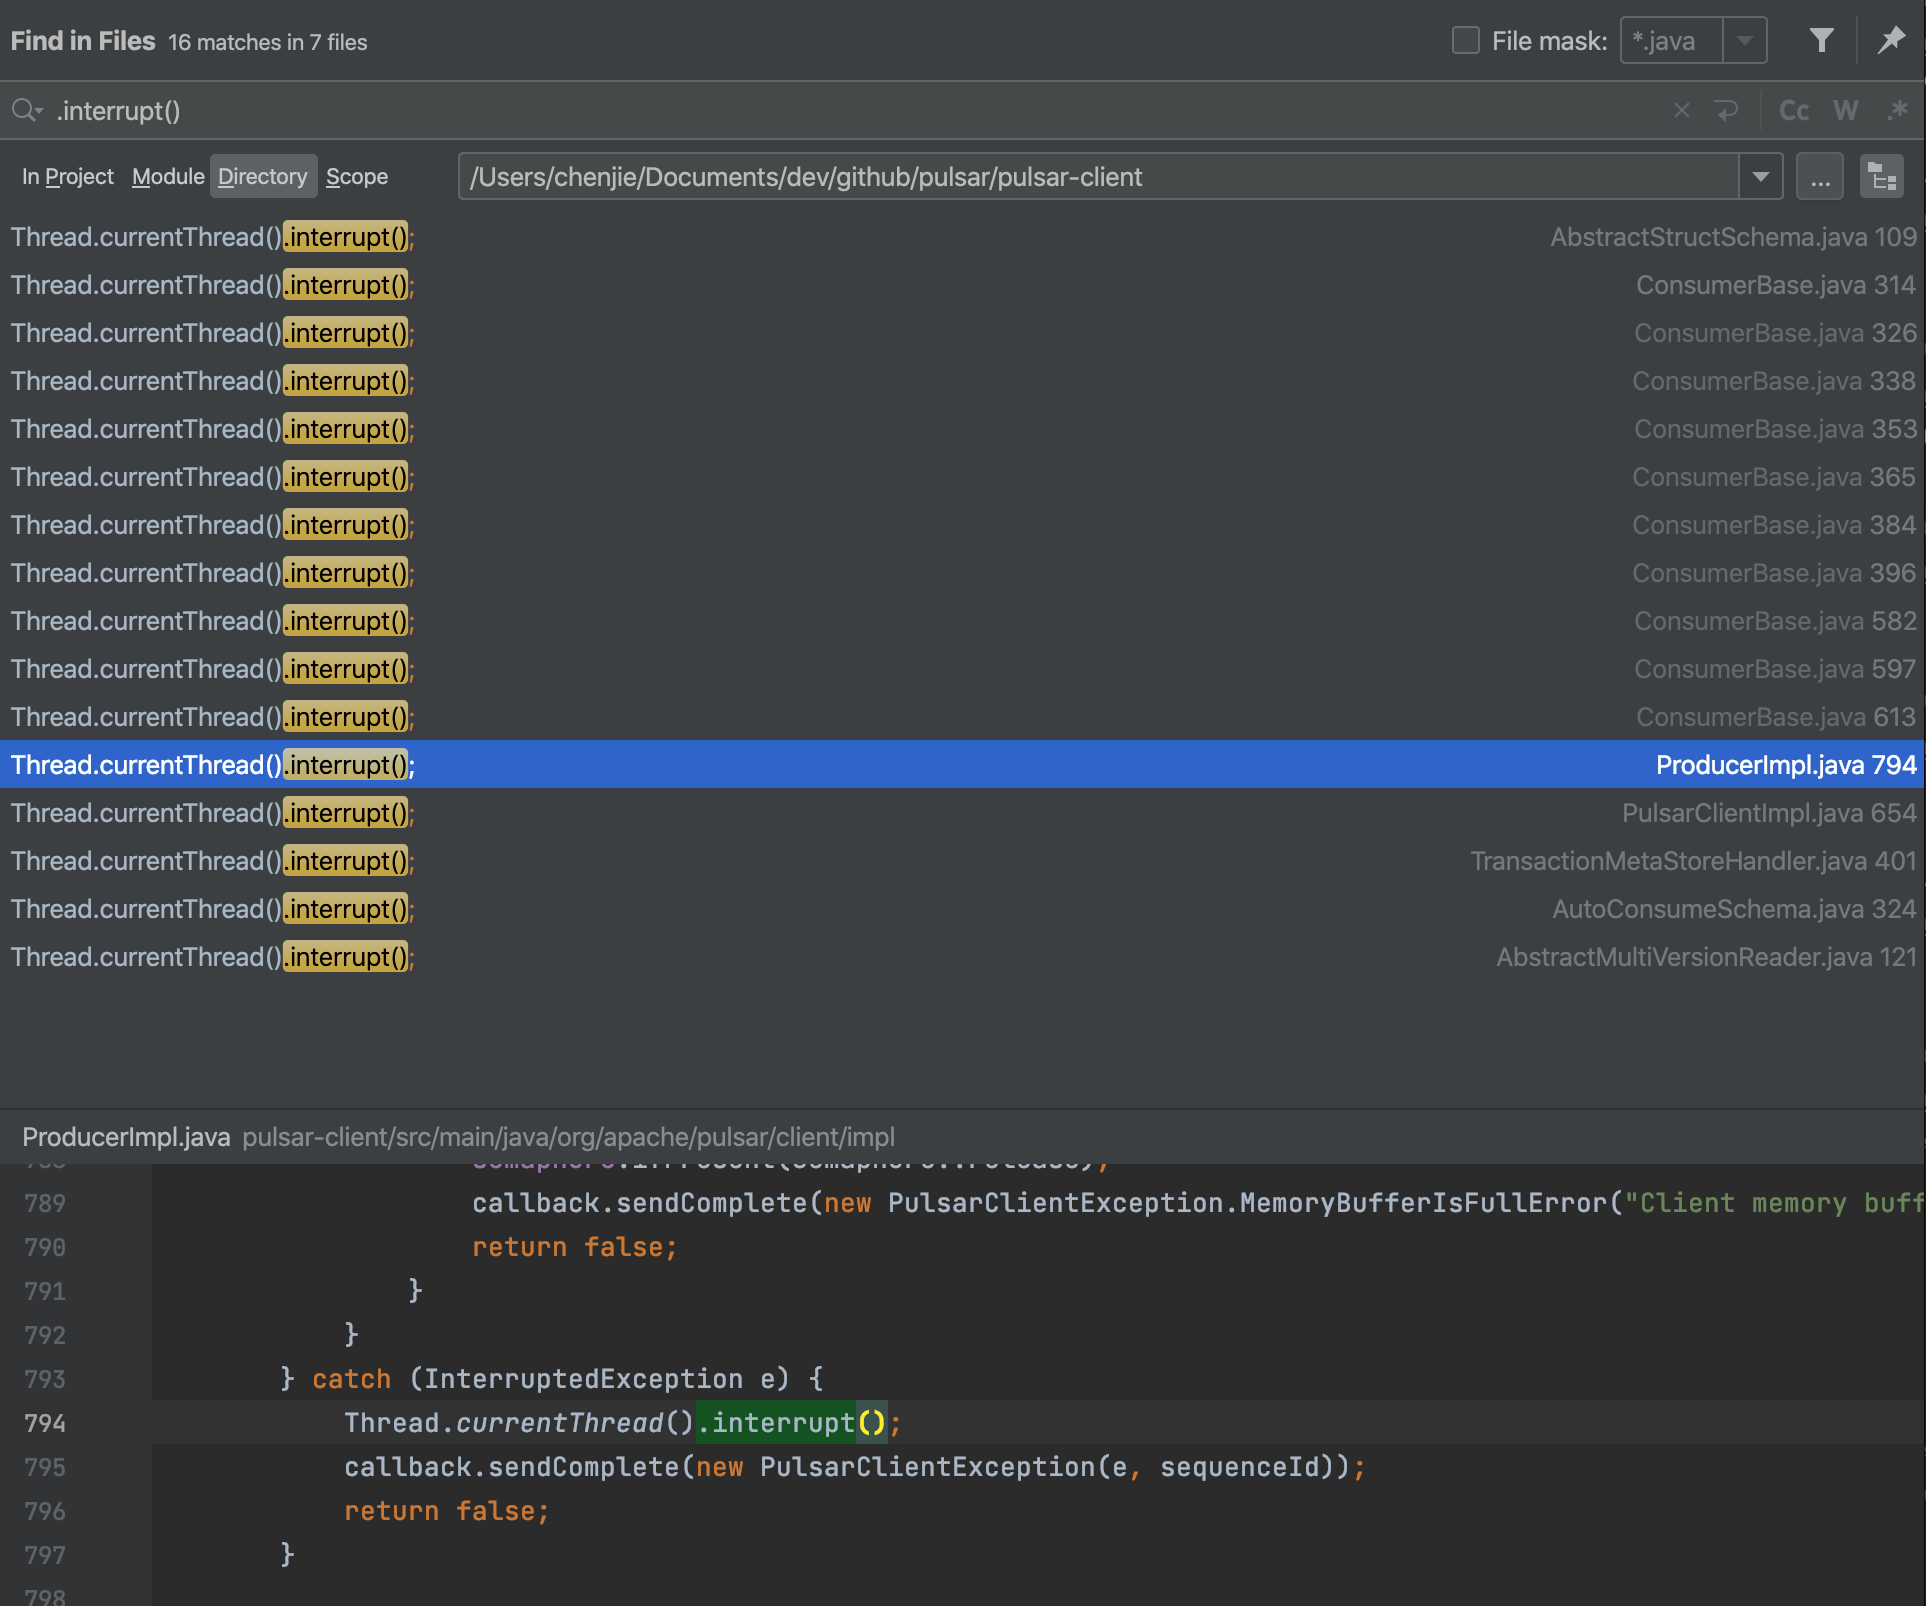 Find in Files 16 matches in 7 files File mask: *.java
.interrupt() Cc W .*
In Project Module Directory Scope /Users/chenjie/Documents/dev/github/pulsar/pulsar-client ...
Thread.currentThread().interrupt(); AbstractStructSchema.java 109
Thread.currentThread().interrupt(); ConsumerBase.java 314
Thread.currentThread().interrupt(); ConsumerBase.java 326
Thread.currentThread().interrupt(); ConsumerBase.java 338
Thread.currentThread().interrupt(); ConsumerBase.java 353
Thread.currentThread().interrupt(); ConsumerBase.java 365
Thread.currentThread().interrupt(); ConsumerBase.java 384
Thread.currentThread().interrupt(); ConsumerBase.java 396
Thread.currentThread().interrupt(); ConsumerBase.java 582
Thread.currentThread().interrupt(); ConsumerBase.java 597
Thread.currentThread().interrupt(); ConsumerBase.java 613
Thread.currentThread().interrupt(); ProducerImpl.java 794
Thread.currentThread().interrupt(); PulsarClientImpl.java 654
Thread.currentThread().interrupt(); TransactionMetaStoreHandler.java 401
Thread.currentThread().interrupt(); AutoConsumeSchema.java 324
Thread.currentThread().interrupt(); AbstractMultiVersionReader.java 121
ProducerImpl.java pulsar-client/src/main/java/org/apache/pulsar/client/impl
789 callback.sendComplete(new PulsarClientException.MemoryBufferIsFullError("Client memory buff
790 return false;
791 }
792 }
793 } catch (InterruptedException e) {
794 Thread.currentThread().interrupt();
795 callback.sendComplete(new PulsarClientException(e, sequenceId));
796 return false;
797 }
798